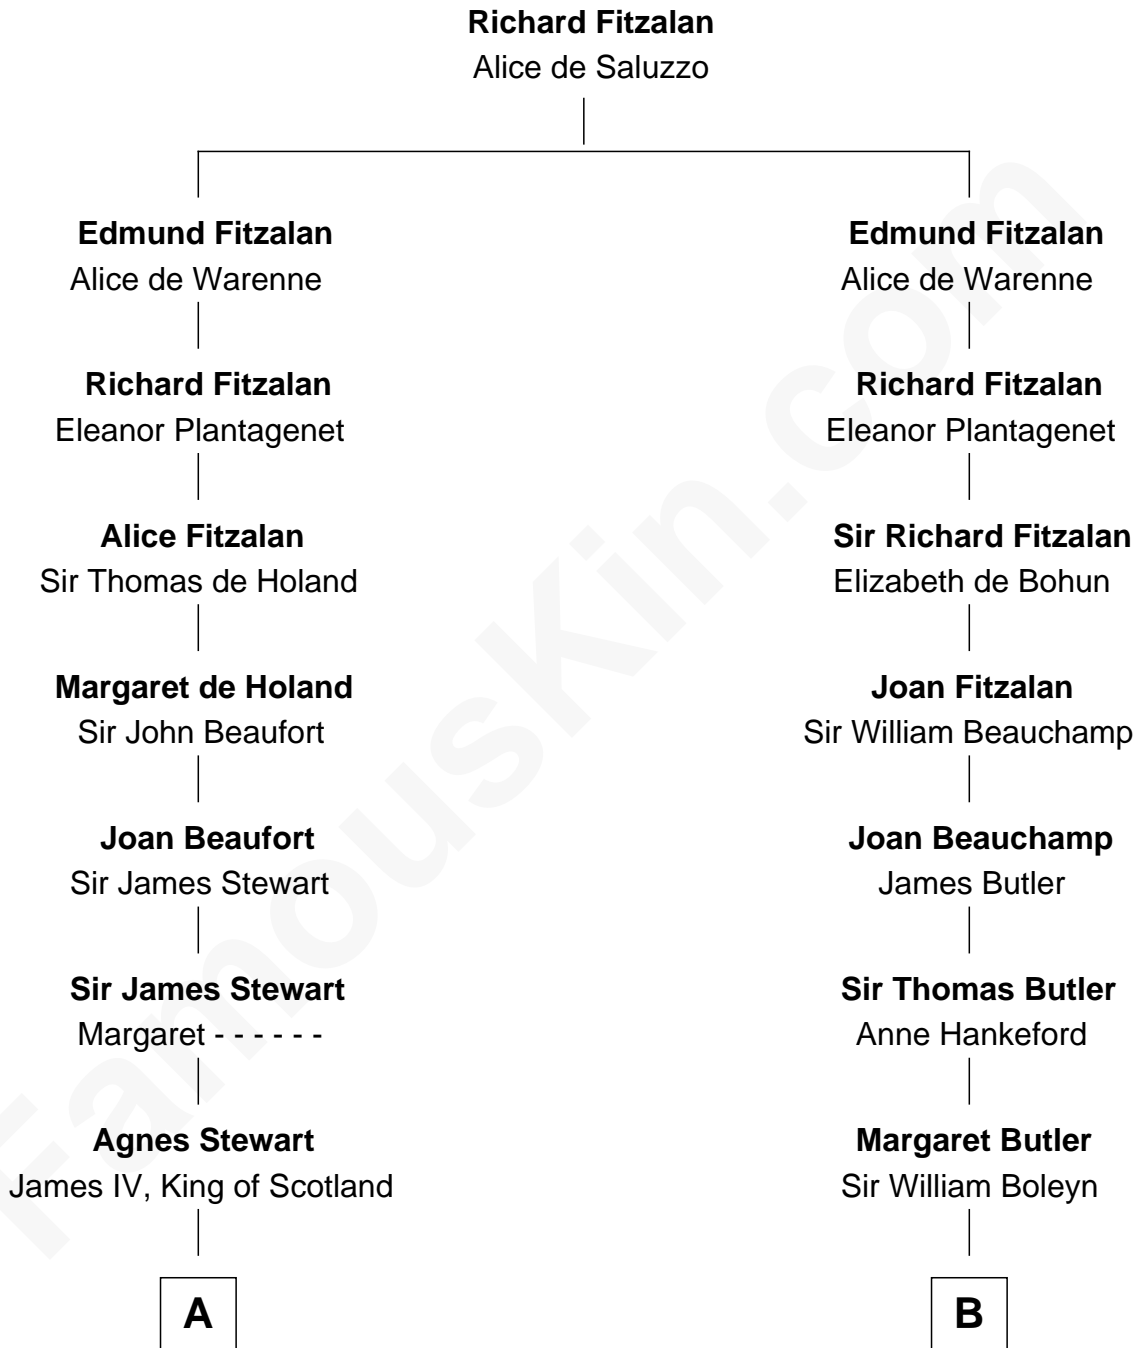 Richard Fitzalan
Alice de Saluzzo
Edmund Fitzalan
Alice de Warenne
Richard Fitzalan
Eleanor Plantagenet
Alice Fitzalan
Sir Thomas de Holand
Margaret de Holand
Sir John Beaufort
Joan Beaufort
Sir James Stewart
Sir James Stewart
Margaret - - - - - -
Agnes Stewart
James IV, King of Scotland
A
Edmund Fitzalan
Alice de Warenne
Richard Fitzalan
Eleanor Plantagenet
Sir Richard Fitzalan
Elizabeth de Bohun
Joan Fitzalan
Sir William Beauchamp
Joan Beauchamp
James Butler
Sir Thomas Butler
Anne Hankeford
Margaret Butler
Sir William Boleyn
B
FamousKin.com